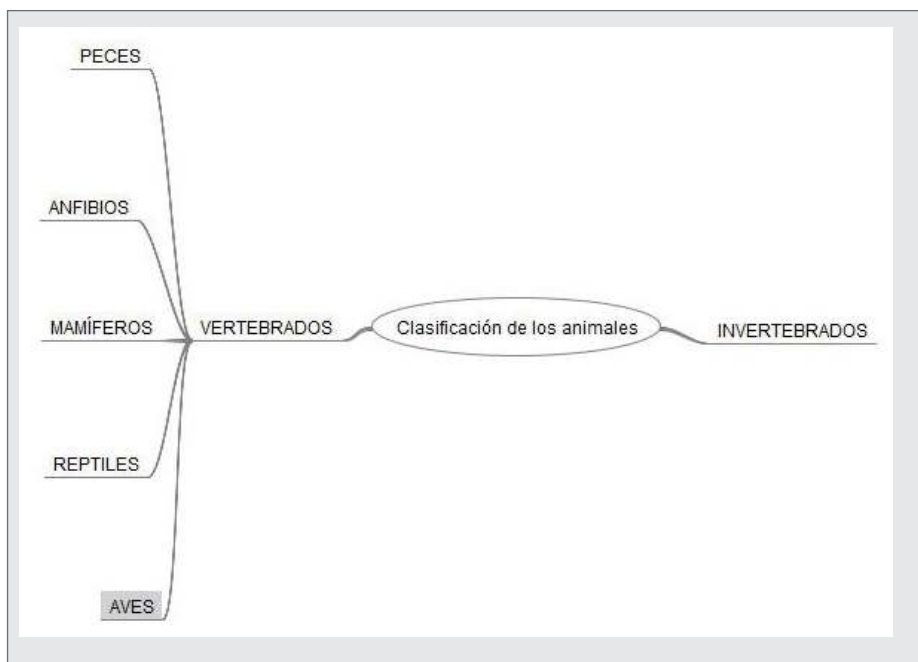 PECES
ANFIBIOS
MAMÍFEROS
VERTEBRADOS
Clasificación de los animales
INVERTEBRADOS
REPTILES
AVES